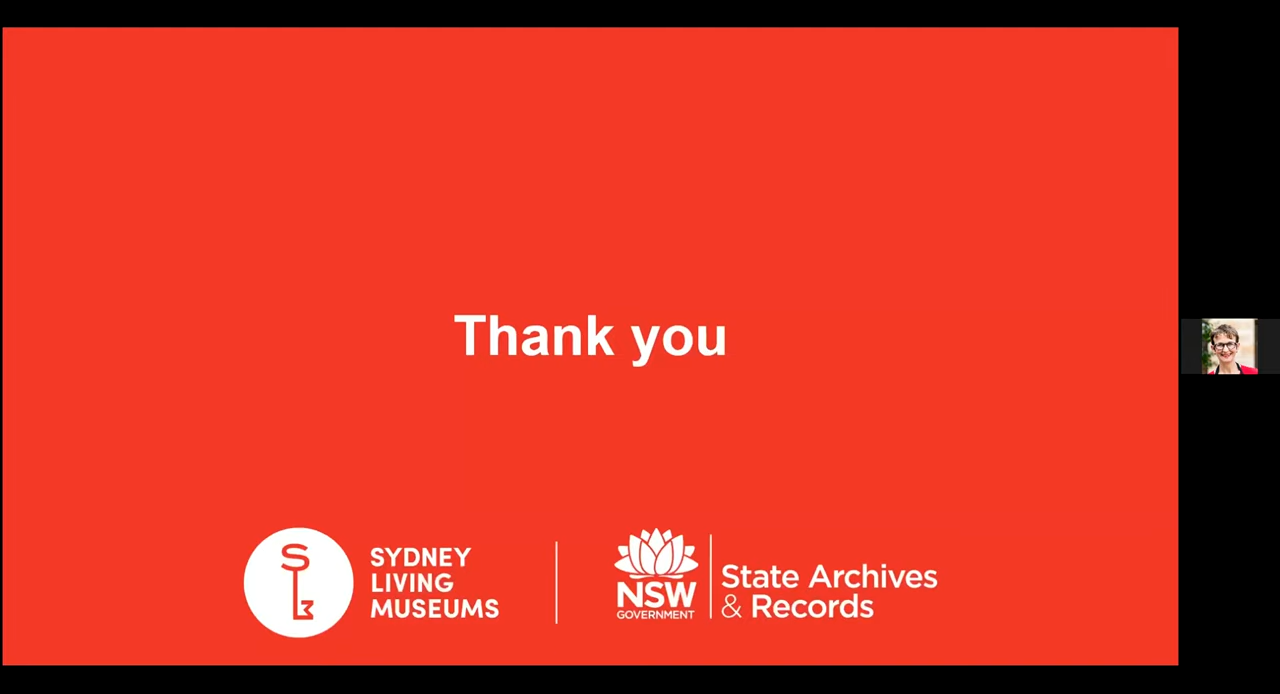 Thank you
SYDNEY
LIVING
MUSEUMS
NSW
GOVERNMENT
State Archives
& Records